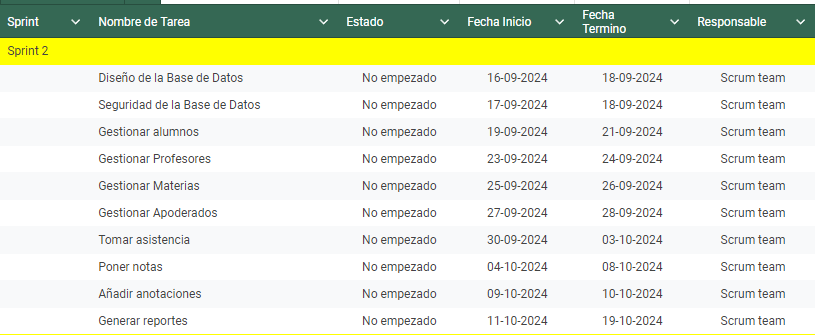 Sprint Nombre de Tarea Estado Fecha Inicio Fecha Termino Responsable
Sprint 2
Diseño de la Base de Datos No empezado 16-09-2024 18-09-2024 Scrum team
Seguridad de la Base de Datos No empezado 17-09-2024 18-09-2024 Scrum team
Gestionar alumnos No empezado 19-09-2024 21-09-2024 Scrum team
Gestionar Profesores No empezado 23-09-2024 24-09-2024 Scrum team
Gestionar Materias No empezado 25-09-2024 26-09-2024 Scrum team
Gestionar Apoderados No empezado 27-09-2024 28-09-2024 Scrum team
Tomar asistencia No empezado 30-09-2024 03-10-2024 Scrum team
Poner notas No empezado 04-10-2024 08-10-2024 Scrum team
Añadir anotaciones No empezado 09-10-2024 10-10-2024 Scrum team
Generar reportes No empezado 11-10-2024 19-10-2024 Scrum team